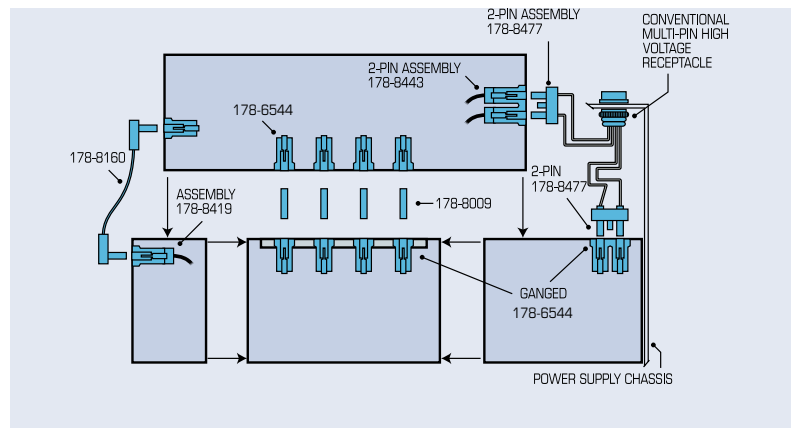 2-PIN ASSEMBLY
178-8477
CONVENTIONAL
MULTI-PIN HIGH
VOLTAGE
RECEPTACLE
2-PIN ASSEMBLY
178-8443
178-6544
178-8160
2-PIN
178-8477
ASSEMBLY
178-8419
178-8009
GANGED
178-6544
POWER SUPPLY CHASSIS